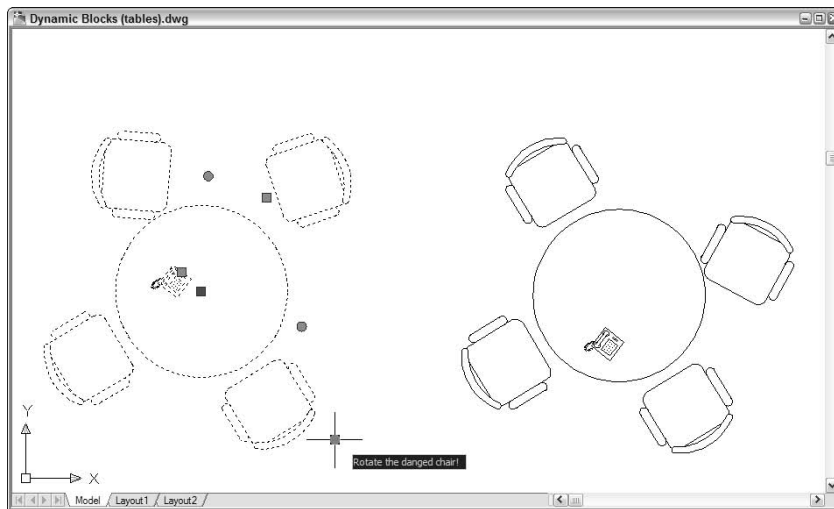 Dynamic Blocks (tables).dwg
Rotate the danged chair!
Y
X
Model Layout1 Layout2